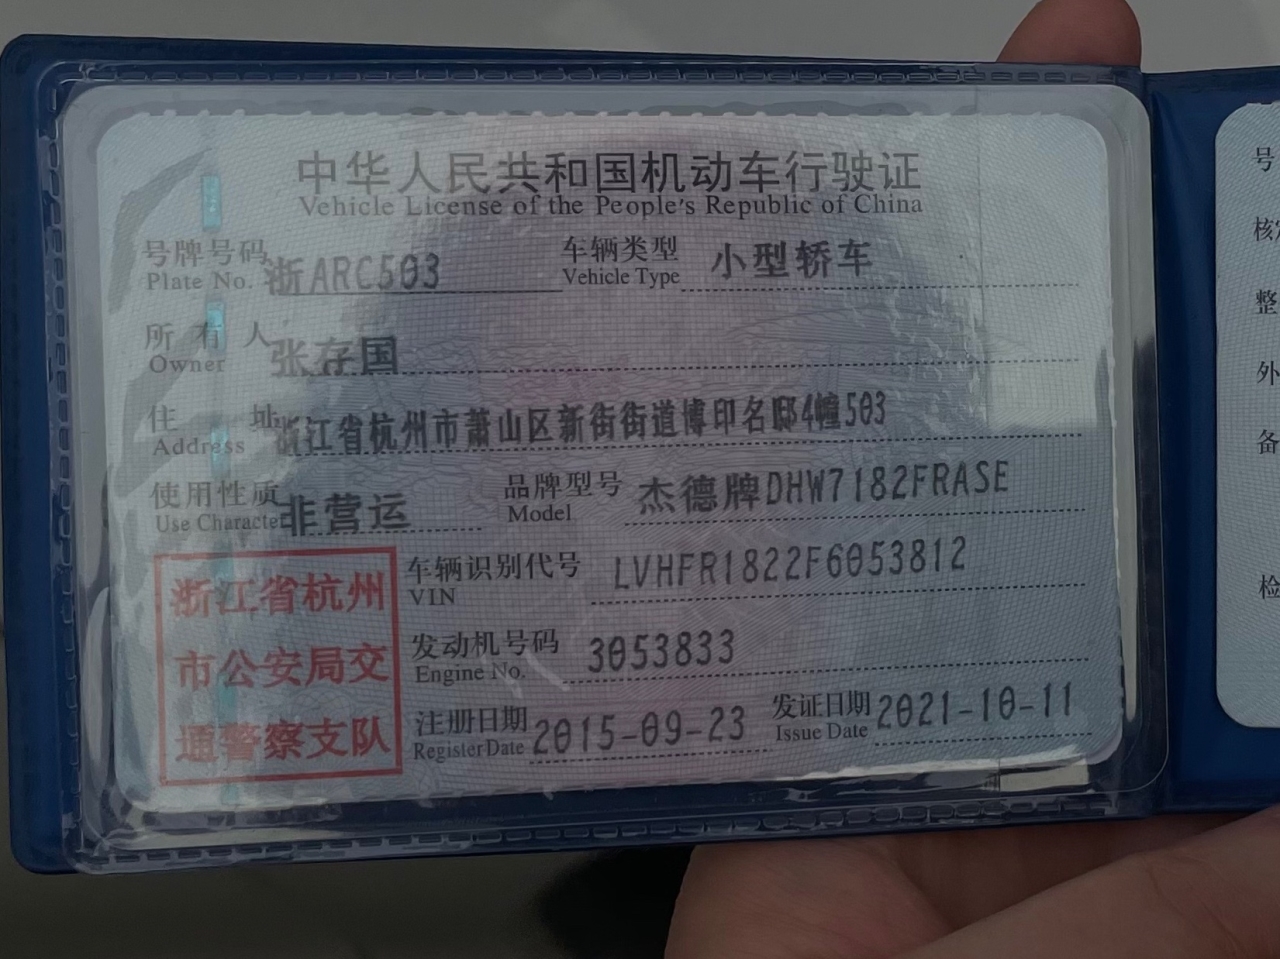 中华人民共和国机动车行驶证
Vehicle License of the People's Republic of China
号牌号码 浙ARC503 车辆类型 小型轿车
Plate No. Vehicle Type
所有人 张存国
Owner
住址 浙江省杭州市萧山区新街街道博印名邸4幢503
Address
使用性质 非营运 品牌型号 杰德牌DHW7182FRASE
Use Character Model
浙江省杭州
市公安局交
通警察支队
车辆识别代号 LVHFR1822F6053812
VIN
发动机号码 3053833
Engine No.
注册日期 2015-09-23 发证日期 2021-10-11
Register Date Issue Date
号
核定
整
外
备
检